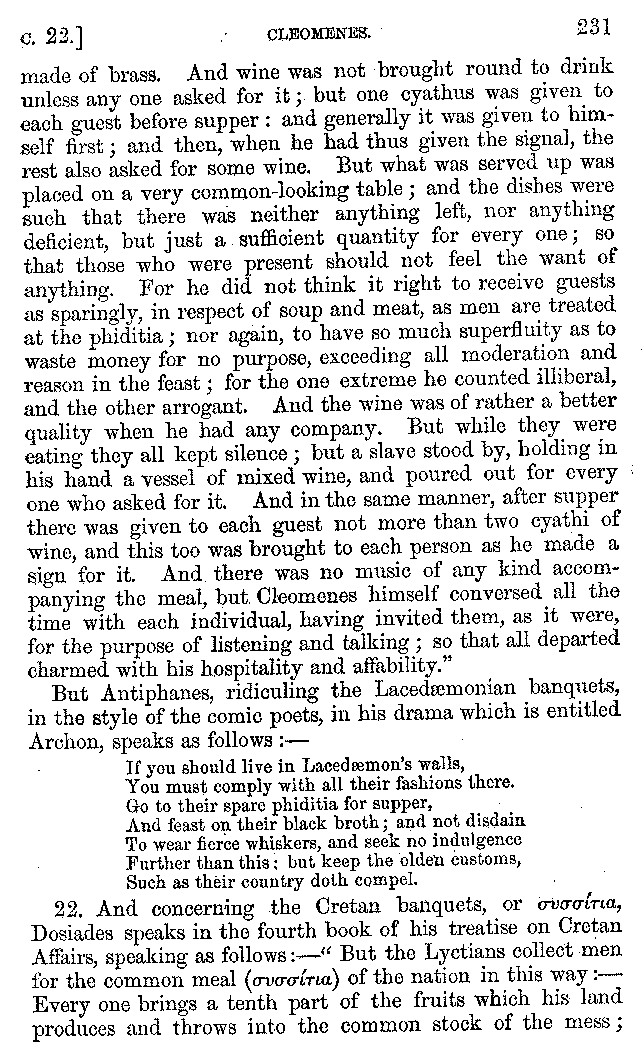 C. 22.] CLEOMENES. 231
made of brass. And wine was not brought round to drink
unless any one asked for it; but one cyathus was given to
each guest before supper: and generally it was given to him-
self first; and then, when he had thus given the signal, the
rest also asked for some wine. But what was served up was
placed on a very common-looking table; and the dishes were
such that there was neither anything left, nor anything
deficient, but just a sufficient quantity for every one; so
that those who were present should not feel the want of
anything. For he did not think it right to receive guests
as sparingly, in respect of soup and meat, as men are treated
at the phiditia; nor again, to have so much superfluity as to
waste money for no purpose, exceeding all moderation and
reason in the feast; for the one extreme he counted illiberal,
and the other arrogant. And the wine was of rather a better
quality when he had any company. But while they were
eating they all kept silence; but a slave stood by, holding in
his hand a vessel of mixed wine, and poured out for every
one who asked for it. And in the same manner, after supper
there was given to each guest not more than two cyathi of
wine, and this too was brought to each person as he made a
sign for it. And there was no music of any kind accom-
panying the meal, but Cleomenes himself conversed all the
time with each individual, having invited them, as it were,
for the purpose of listening and talking; so that all departed
charmed with his hospitality and affability."
But Antiphanes, ridiculing the Lacedæmonian banquets,
in the style of the comic poets, in his drama which is entitled
Archon, speaks as follows:—
If you should live in Lacedæmon's walls,
You must comply with all their fashions there.
Go to their spare phiditia for supper,
And feast on their black broth; and not disdain
To wear fierce whiskers, and seek no indulgence
Further than this; but keep the olden customs,
Such as their country doth compel.
22. And concerning the Cretan banquets, or συσσίτια,
Dosiades speaks in the fourth book of his treatise on Cretan
Affairs, speaking as follows:—" But the Lyctians collect men
for the common meal (συσσίτια) of the nation in this way:—
Every one brings a tenth part of the fruits which his land
produces and throws into the common stock of the mess;